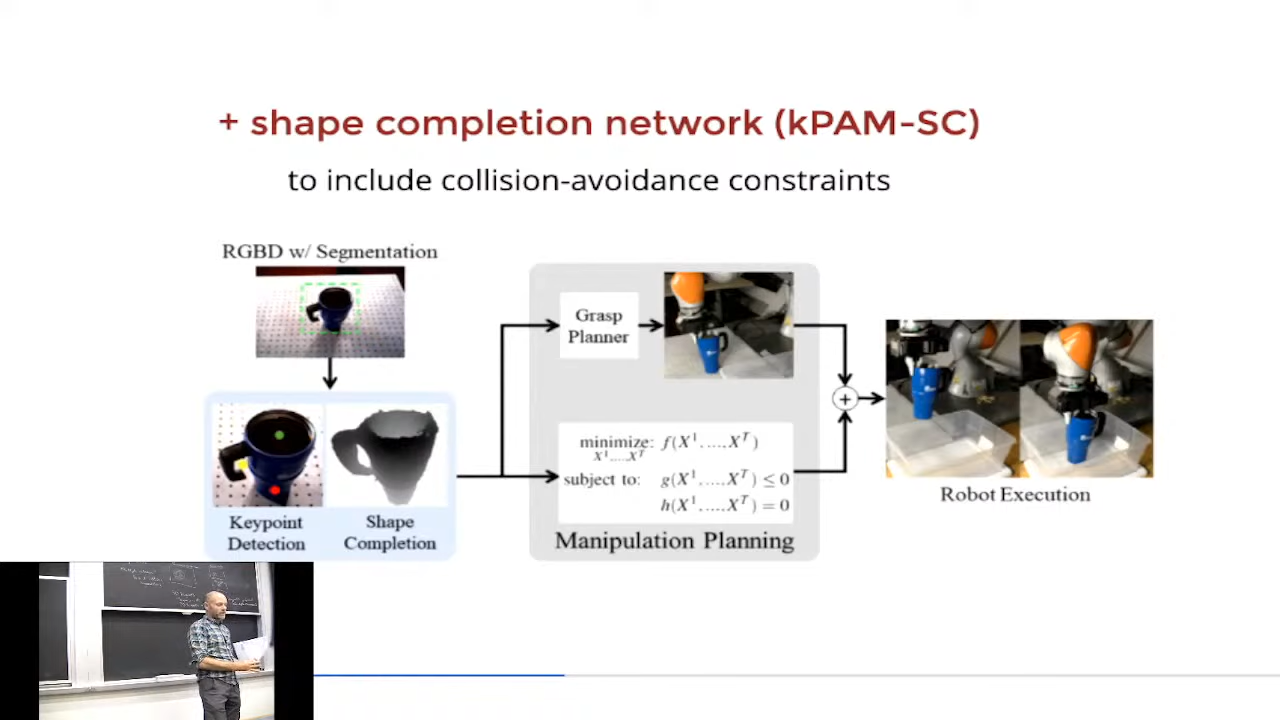 + shape completion network (kPAM-SC)
to include collision-avoidance constraints
RGBD w/ Segmentation
Keypoint
Detection
Shape
Completion
Grasp
Planner
minimize: f(X¹,...,Xᵀ)
X¹,...,Xᵀ
subject to: g(X¹,...,Xᵀ) ≤ 0
h(X¹,...,Xᵀ) = 0
Manipulation Planning
+
Robot Execution